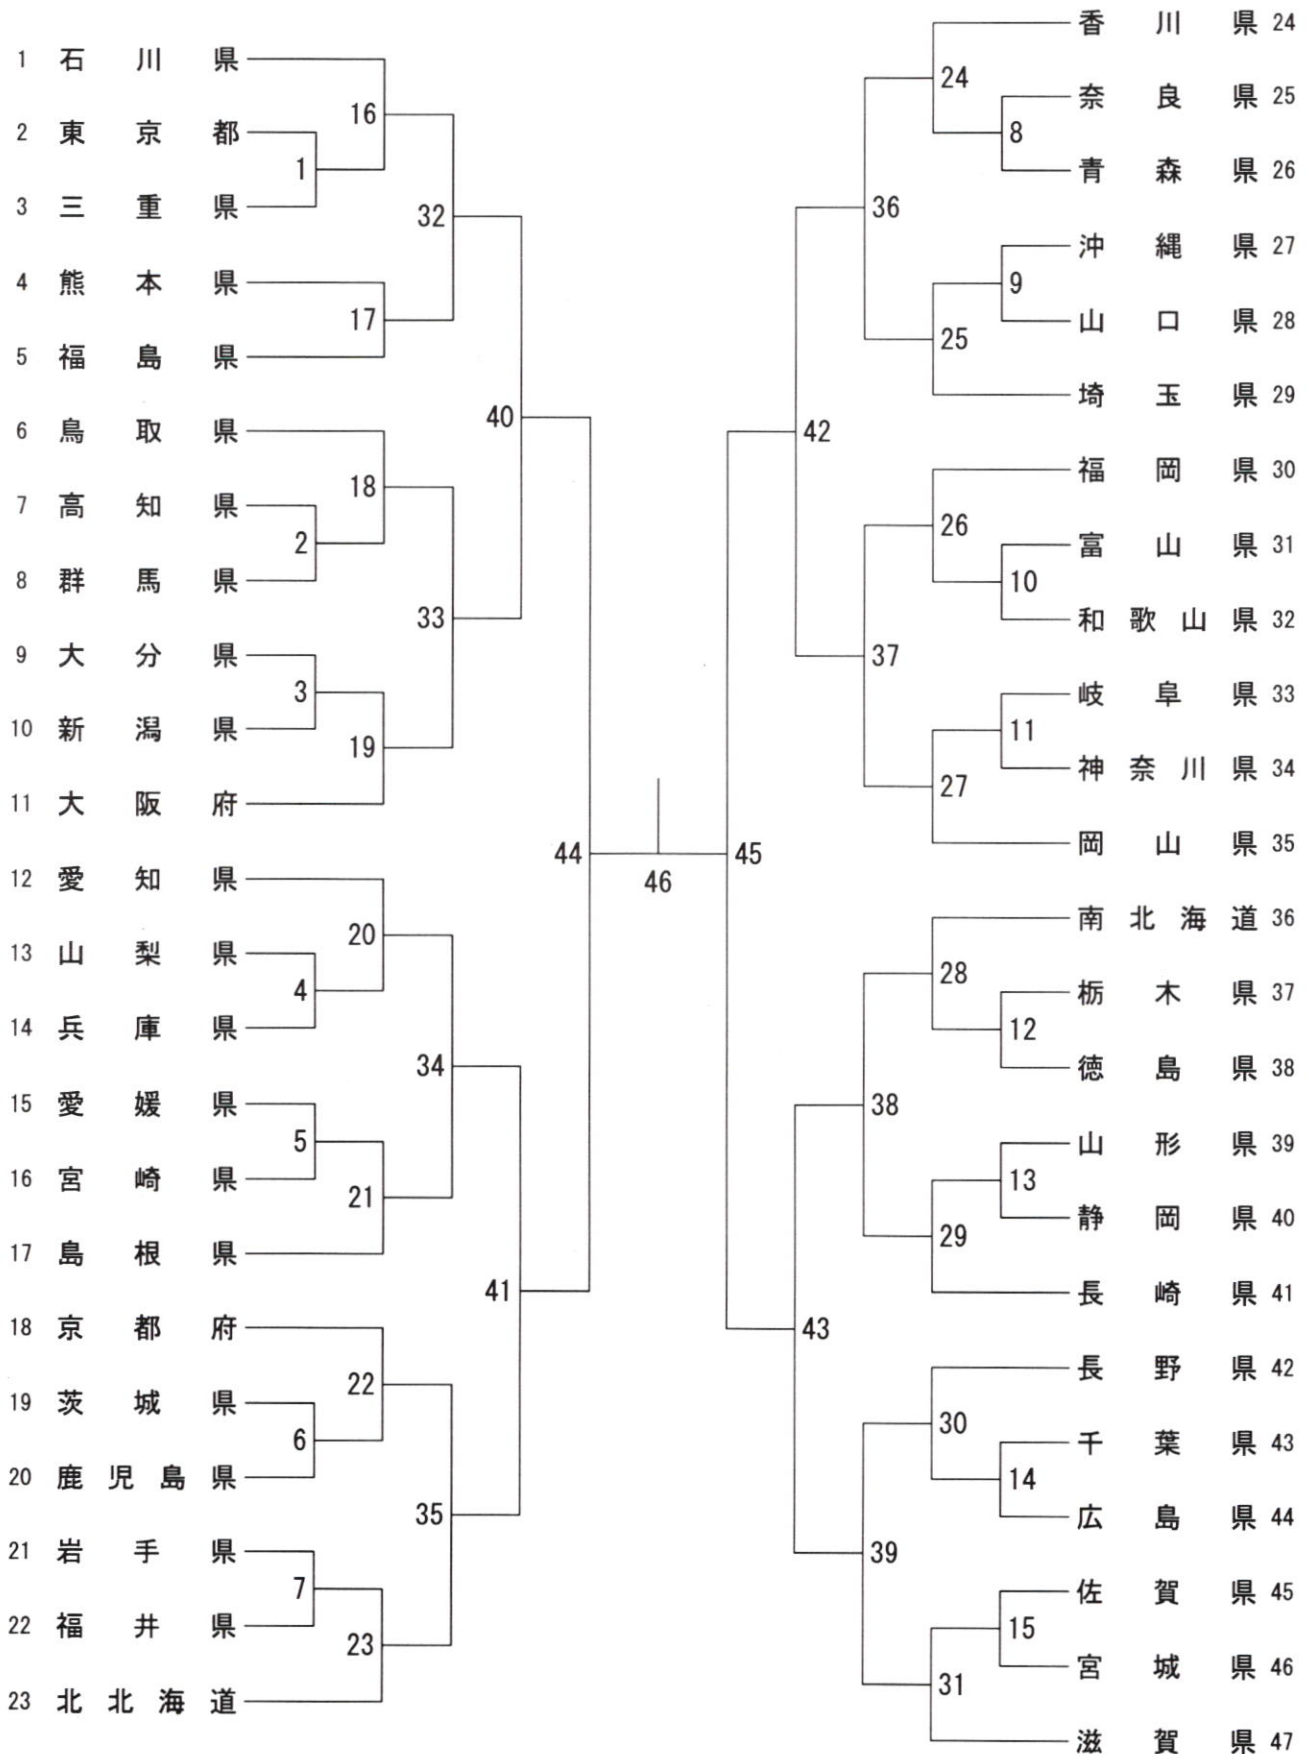 1 石川県
2 東京都
3 三重県
4 熊本県
5 福島県
6 鳥取県
7 高知県
8 群馬県
9 大分県
10 新潟県
11 大阪府
12 愛知県
13 山梨県
14 兵庫県
15 愛媛県
16 宮崎県
17 島根県
18 京都府
19 茨城県
20 鹿児島県
21 岩手県
22 福井県
23 北北海道
1
2
3
4
5
6
7
16
17
18
19
20
21
22
23
32
33
34
35
40
41
44
46
45
42
43
36
37
38
39
24
25
26
27
28
29
30
31
8
9
10
11
12
13
14
15
香川県 24
奈良県 25
青森県 26
沖縄県 27
山口県 28
埼玉県 29
福岡県 30
富山県 31
和歌山県 32
岐阜県 33
神奈川県 34
岡山県 35
南北海道 36
栃木県 37
徳島県 38
山形県 39
静岡県 40
長崎県 41
長野県 42
千葉県 43
広島県 44
佐賀県 45
宮城県 46
滋賀県 47